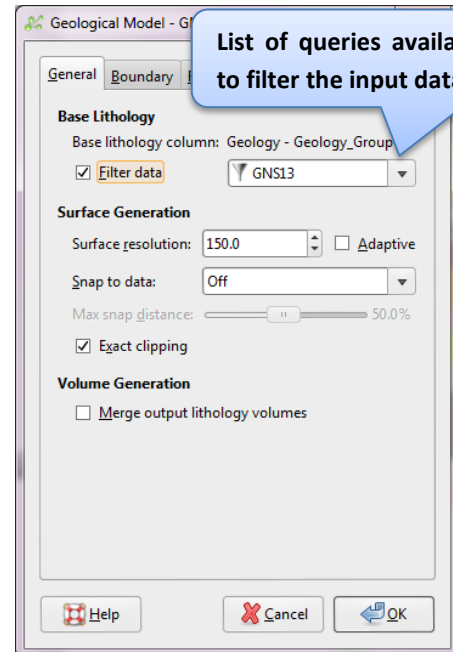 Geological Model - G
List of queries availa
to filter the input data
General Boundary
Base Lithology
Base lithology column: Geology - Geology_Group
Filter data GNS13
Surface Generation
Surface resolution: 150.0 Adaptive
Snap to data: Off
Max snap distance: 50.0%
Exact clipping
Volume Generation
Merge output lithology volumes
Help Cancel OK